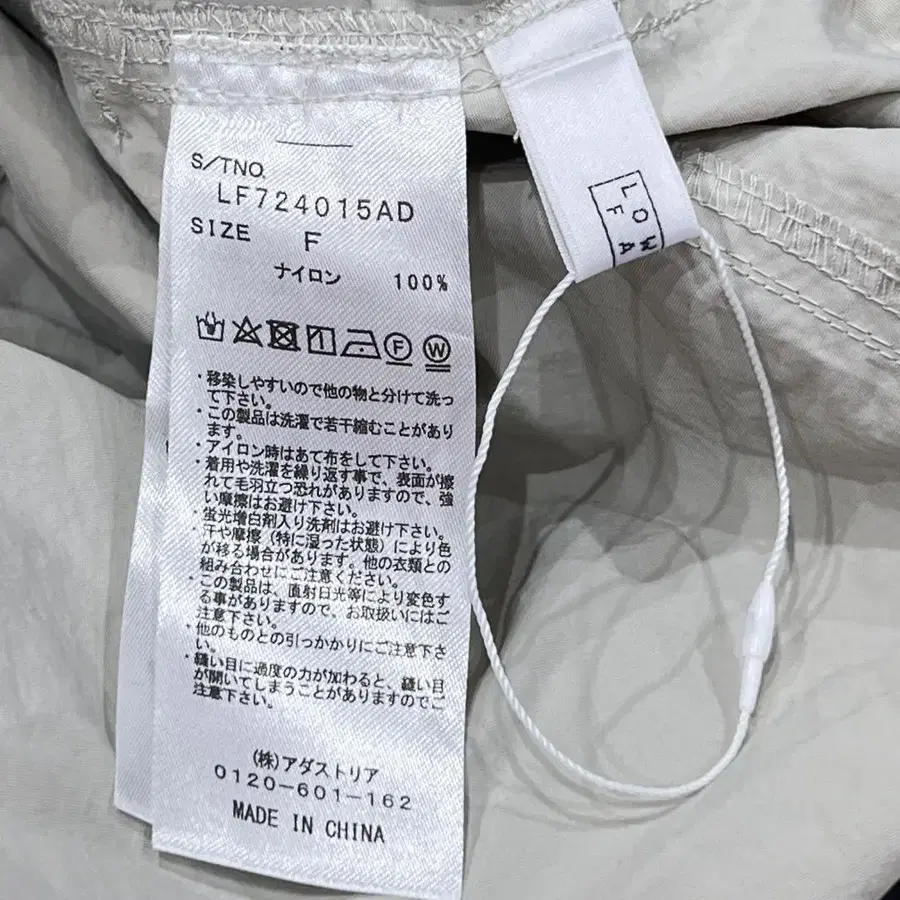 S/TNO.
LF724015AD
SIZE F
ナイロン 100%
F W
・移染しやすいので他の物と分けて洗っ
て下さい。
・この製品は洗濯で若干縮むことがあり
ます。
・アイロン時はあて布をして下さい。
・着用や洗濯を繰り返す事で、表面が擦
れて毛羽立つ恐れがありますので、強
い摩擦はお避け下さい。
・蛍光増白剤入り洗剤はお避け下さい。
・汗や摩擦（特に湿った状態）により色
が移る場合があります。他の衣類との
組み合わせにご注意ください。
・この製品は、直射日光等により変色す
る事がありますので、お取扱いにはご
注意下さい。
・他のものとの引っかかりにご注意下さ
い。
・縫い目に過度の力が加わると、縫い目
が開いてしまうことがありますのでご
注意下さい。
(株)アダストリア
0120-601-162
MADE IN CHINA
LOW
FA